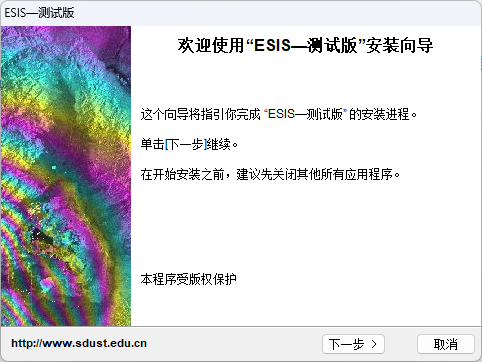 ESIS—测试版
欢迎使用“ESIS—测试版”安装向导
这个向导将指引你完成 “ESIS—测试版” 的安装进程。
单击[下一步]继续。
在开始安装之前，建议先关闭其他所有应用程序。
本程序受版权保护
http://www.sdust.edu.cn
下一步 >
取消